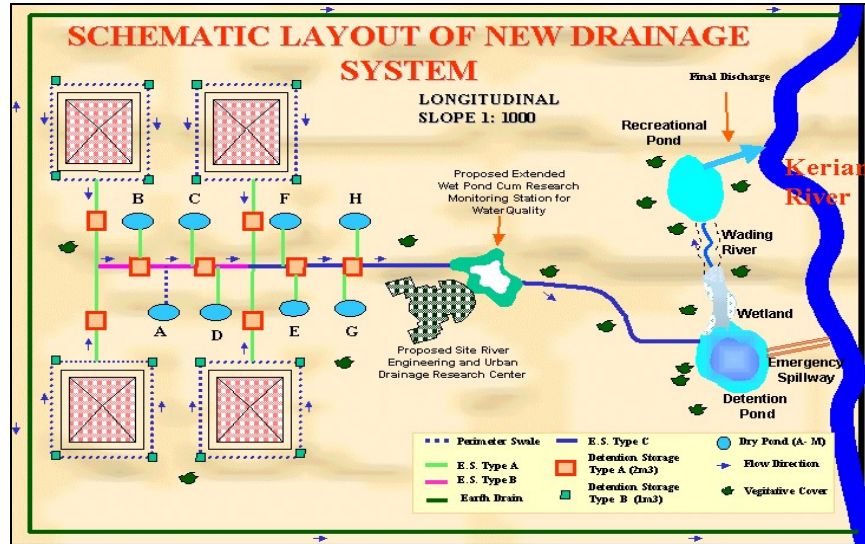 SCHEMATIC LAYOUT OF NEW DRAINAGE
SYSTEM
LONGITUDINAL
SLOPE 1: 1000
Final Discharge
Recreational
Pond
Kerian
River
Proposed Extended
Wet Pond Cum Research
Monitoring Station for
WaterQuality
B
C
F
H
Wading
River
Wetland
A
D
E
G
Proposed Site River
Engineering and Urban
Drainage Research Center
Emergency
Spillway
Detention
Pond
Perimeter Swale
E.S. Type A
E.S. Type B
Earth Drain
E.S. Type C
Detention Storage
Type A (2m3)
Detention Storage
Type B (1m3)
Dry Pond (A- M)
Flow Direction
Vegitative Cover